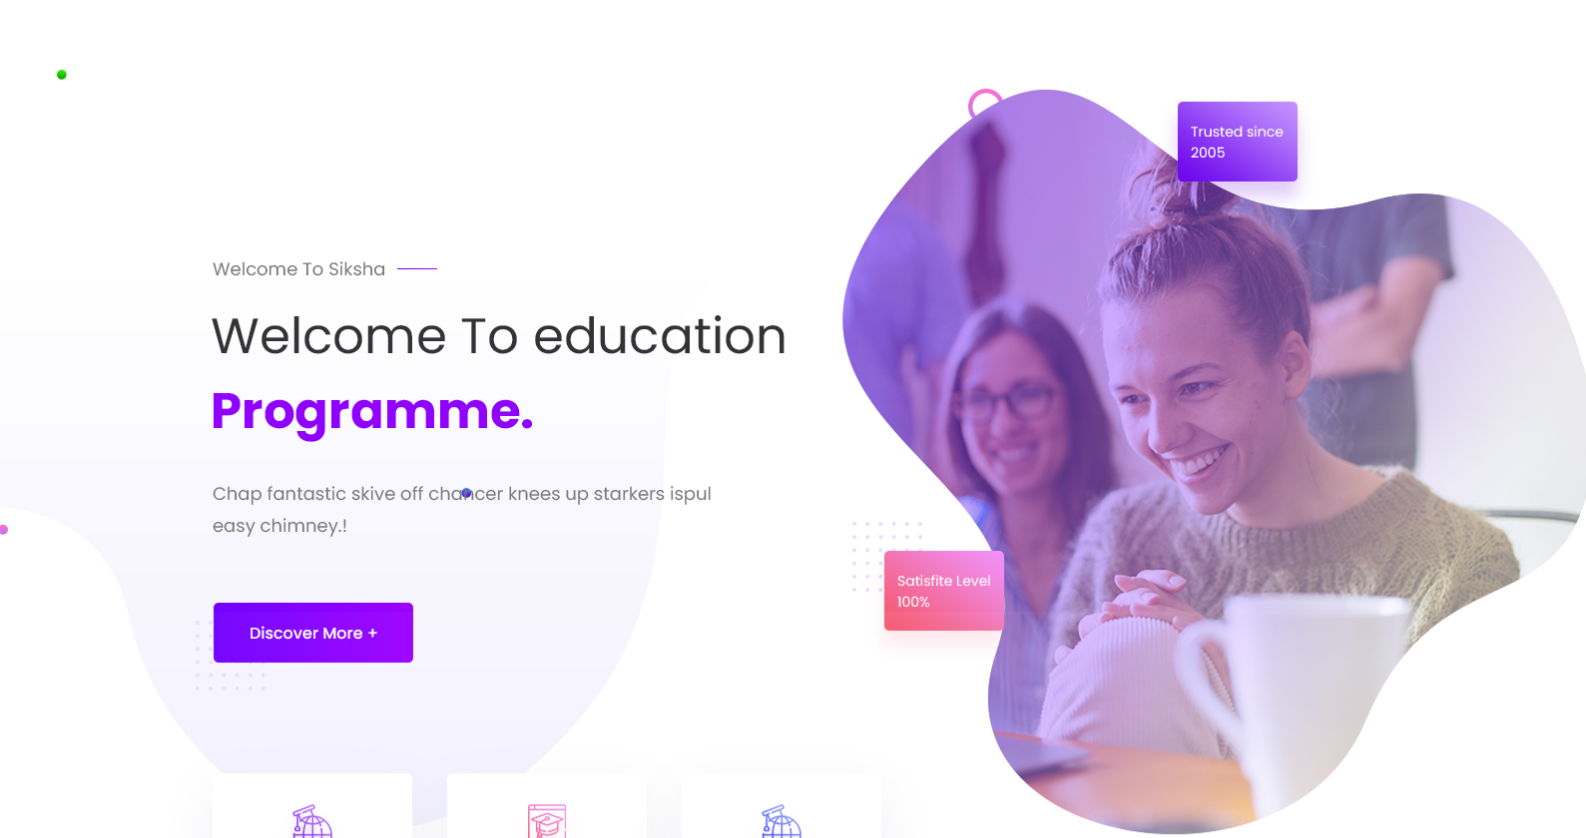 Trusted since
2005
Welcome To Siksha
Welcome To education
Programme.
Chap fantastic skive off chancer knees up starkers ispul
easy chimney.!
Satisfite Level
100%
Discover More +